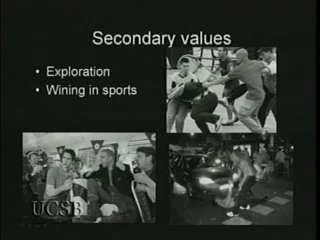 Secondary values
• Exploration
• Wining in sports
UCSB